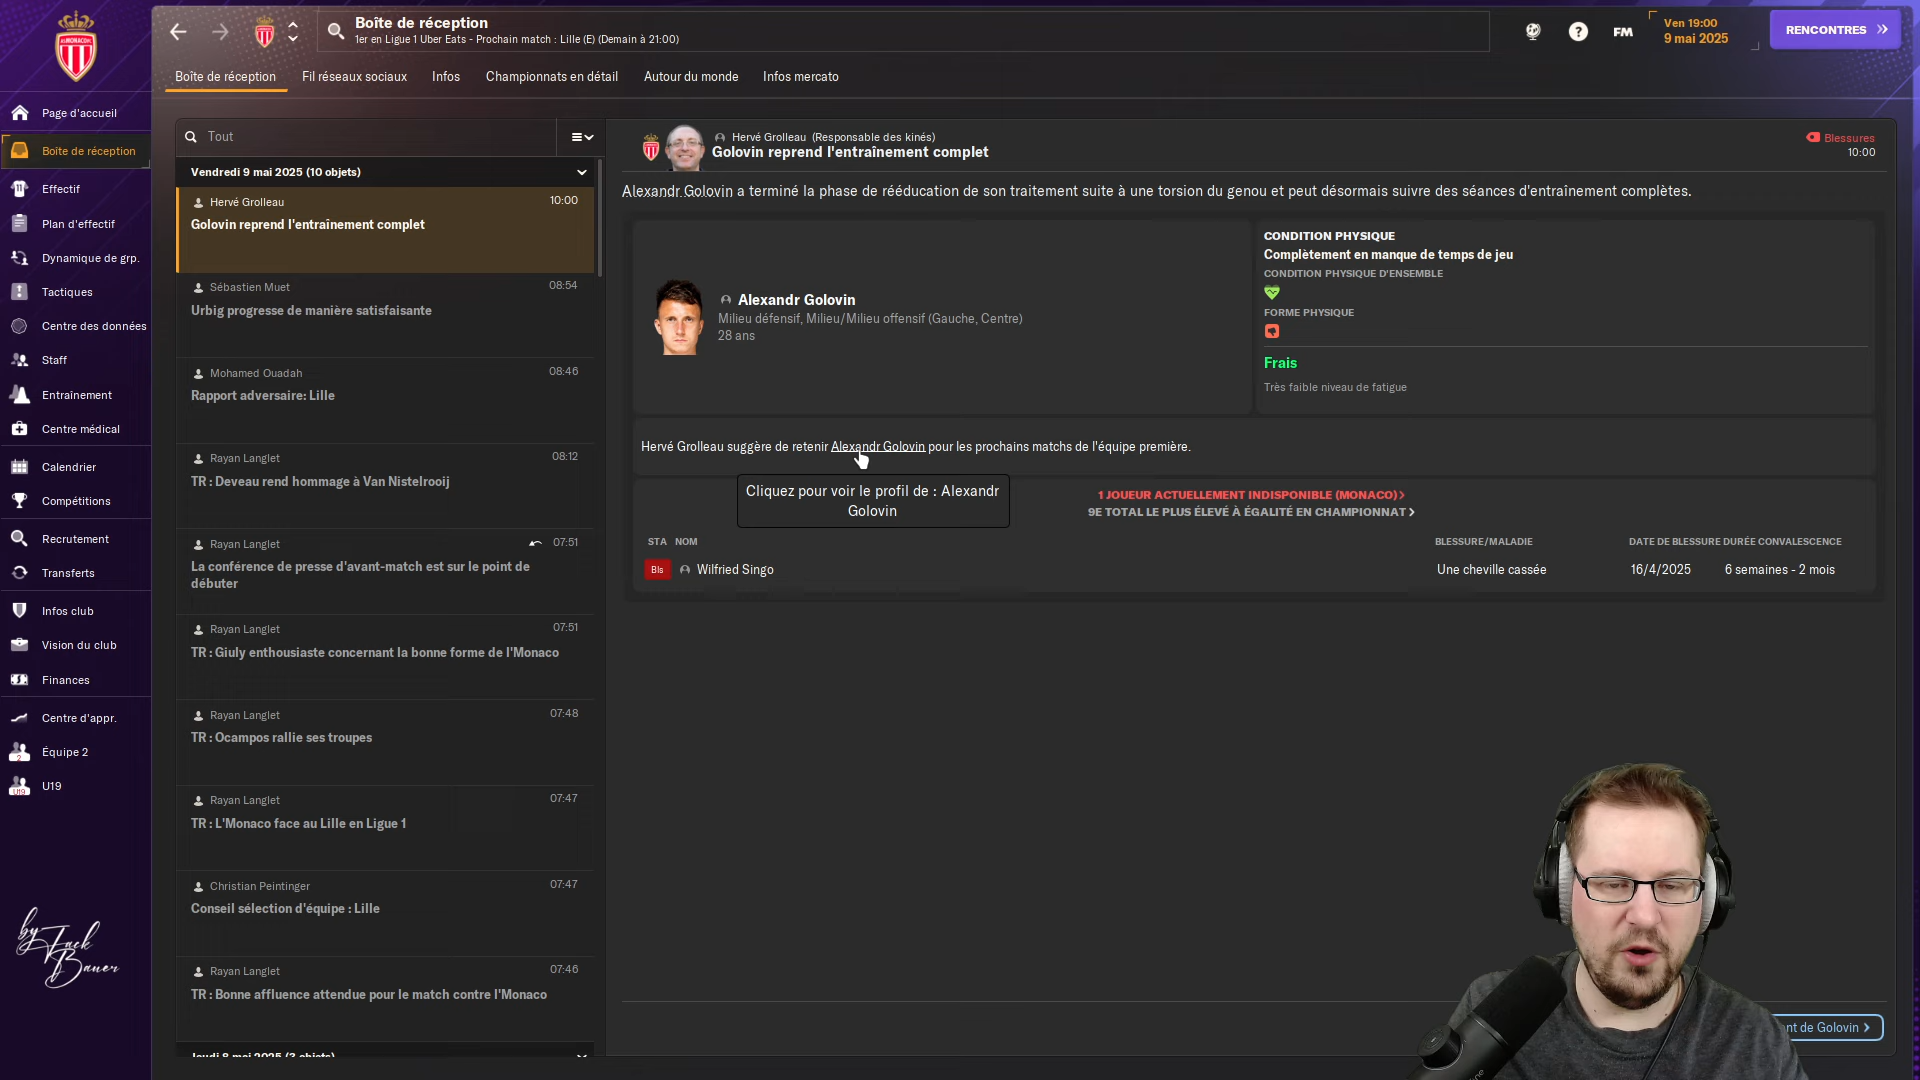 Boîte de réception
1er en Ligue 1 Uber Eats - Prochain match : Lille (E) (Demain à 21:00)
FM
Ven 19:00
9 mai 2025
RENCONTRES
Boîte de réception
Fil réseaux sociaux
Infos
Championnats en détail
Autour du monde
Infos mercato
Page d'accueil
Boîte de réception
Effectif
Plan d'effectif
Dynamique de grp.
Tactiques
Centre des données
Staff
Entraînement
Centre médical
Calendrier
Compétitions
Recrutement
Transferts
Infos club
Vision du club
Finances
Centre d'appr.
2
Équipe 2
U19
U19
by Jack
Bauer
Tout
Vendredi 9 mai 2025 (10 objets)
Hervé Grolleau
10:00
Golovin reprend l'entraînement complet
Sébastien Muet
08:54
Urbig progresse de manière satisfaisante
Mohamed Ouadah
08:46
Rapport adversaire: Lille
Rayan Langlet
08:12
TR : Deveau rend hommage à Van Nistelrooij
Rayan Langlet
07:51
La conférence de presse d'avant-match est sur le point de
débuter
Rayan Langlet
07:51
TR : Giuly enthousiaste concernant la bonne forme de l'Monaco
Rayan Langlet
07:48
TR : Ocampos rallie ses troupes
Rayan Langlet
07:47
TR : L'Monaco face au Lille en Ligue 1
Christian Peintinger
07:47
Conseil sélection d'équipe : Lille
Rayan Langlet
07:46
TR : Bonne affluence attendue pour le match contre l'Monaco
Jeudi 8 mai 2025 (3 objets)
Hervé Grolleau (Responsable des kinés)
Golovin reprend l'entraînement complet
Blessures
10:00
Alexandr Golovin a terminé la phase de rééducation de son traitement suite à une torsion du genou et peut désormais suivre des séances d'entraînement complètes.
Alexandr Golovin
Milieu défensif, Milieu/Milieu offensif (Gauche, Centre)
28 ans
CONDITION PHYSIQUE
Complètement en manque de temps de jeu
CONDITION PHYSIQUE D'ENSEMBLE
FORME PHYSIQUE
Frais
Très faible niveau de fatigue
Hervé Grolleau suggère de retenir Alexandr Golovin pour les prochains matchs de l'équipe première.
Cliquez pour voir le profil de : Alexandr
Golovin
1 JOUEUR ACTUELLEMENT INDISPONIBLE (MONACO)
9E TOTAL LE PLUS ÉLEVÉ À ÉGALITÉ EN CHAMPIONNAT
STA NOM BLESSURE/MALADIE DATE DE BLESSURE DURÉE CONVALESCENCE
Bls Wilfried Singo Une cheville cassée 16/4/2025 6 semaines - 2 mois
nt de Golovin